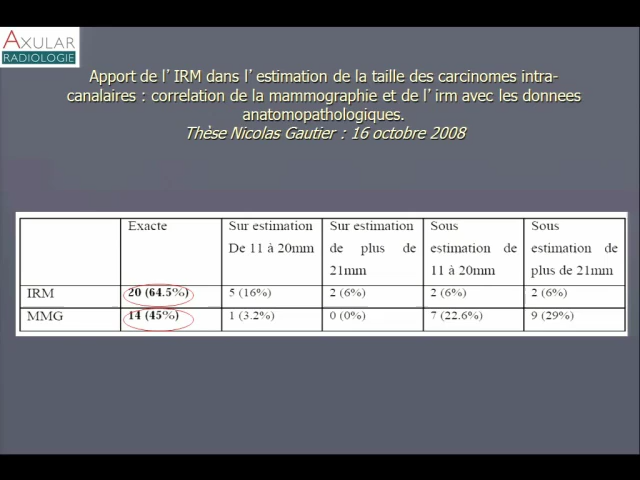 AXULAR
RADIOLOGIE
Apport de l’ IRM dans l’ estimation de la taille des carcinomes intra-
canalaires : correlation de la mammographie et de l’ irm avec les donnees
anatomopathologiques.
Thèse Nicolas Gautier : 16 octobre 2008
Exacte
Sur estimation
De 11 à 20mm
Sur estimation
de plus de
21mm
Sous
estimation de
11 à 20mm
Sous
estimation de
plus de 21mm
IRM 20 (64.5%) 5 (16%) 2 (6%) 2 (6%) 2 (6%)
MMG 14 (45%) 1 (3.2%) 0 (0%) 7 (22.6%) 9 (29%)